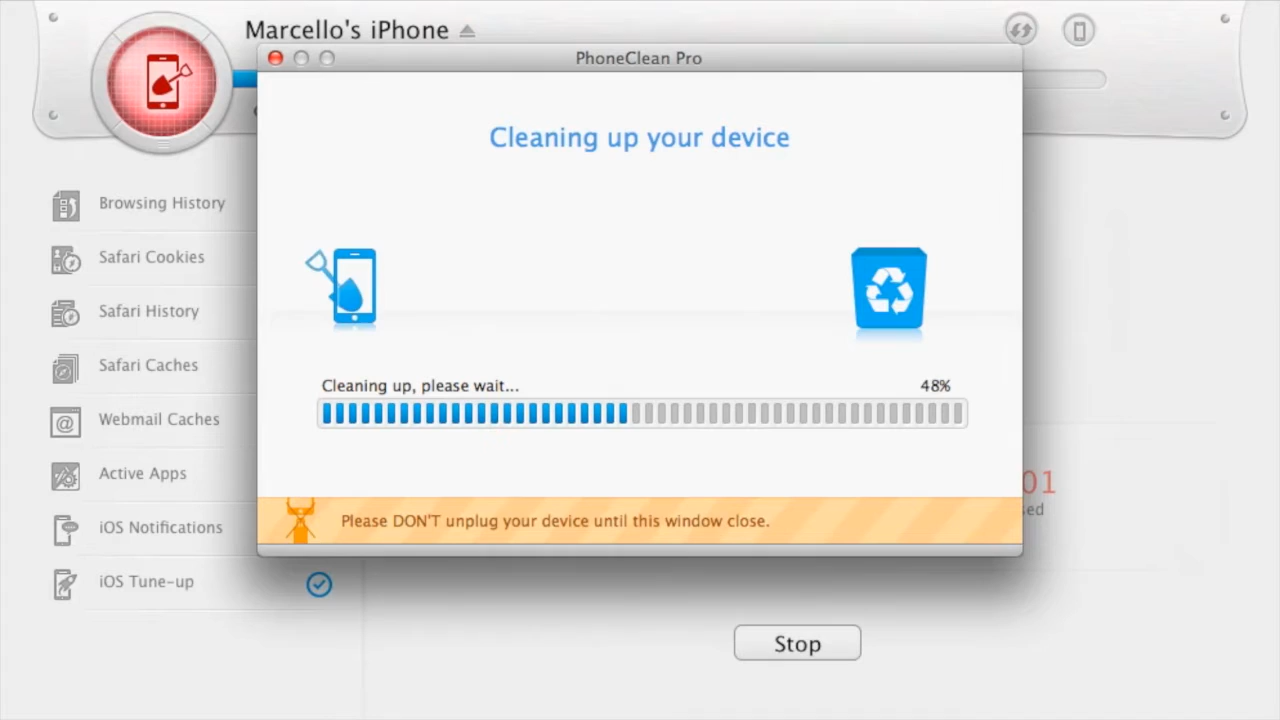 Marcello's iPhone
PhoneClean Pro
Cleaning up your device
Browsing History
Safari Cookies
Safari History
Safari Caches
Webmail Caches
Active Apps
iOS Notifications
iOS Tune-up
Cleaning up, please wait...
48%
Please DON'T unplug your device until this window close.
01
Stop